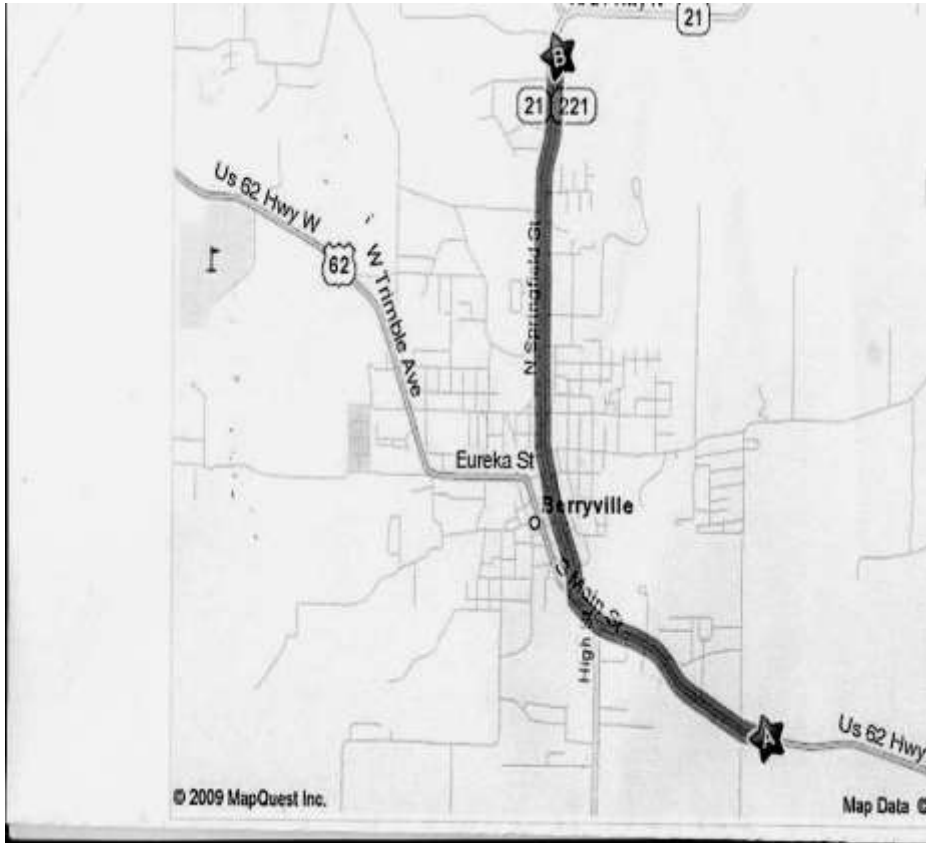 21
B
21 221
Us 62 Hwy W
62
W Trimble Ave
N Springfield St
Eureka St
Berryville
S Main St
High St
A
Us 62 Hwy
© 2009 MapQuest Inc.
Map Data ©